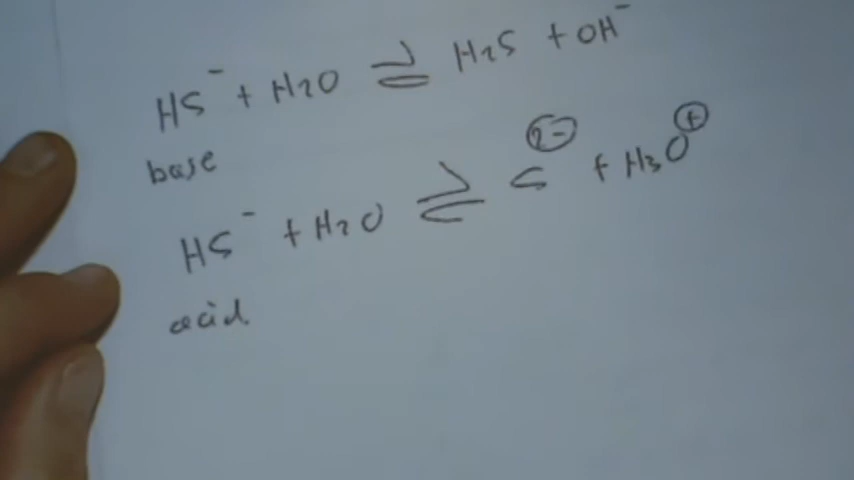 HS⁻ + H₂O ⇌ H₂S + OH⁻
base
HS⁻ + H₂O ⇌ S²⁻ + H₃O⁺
acid